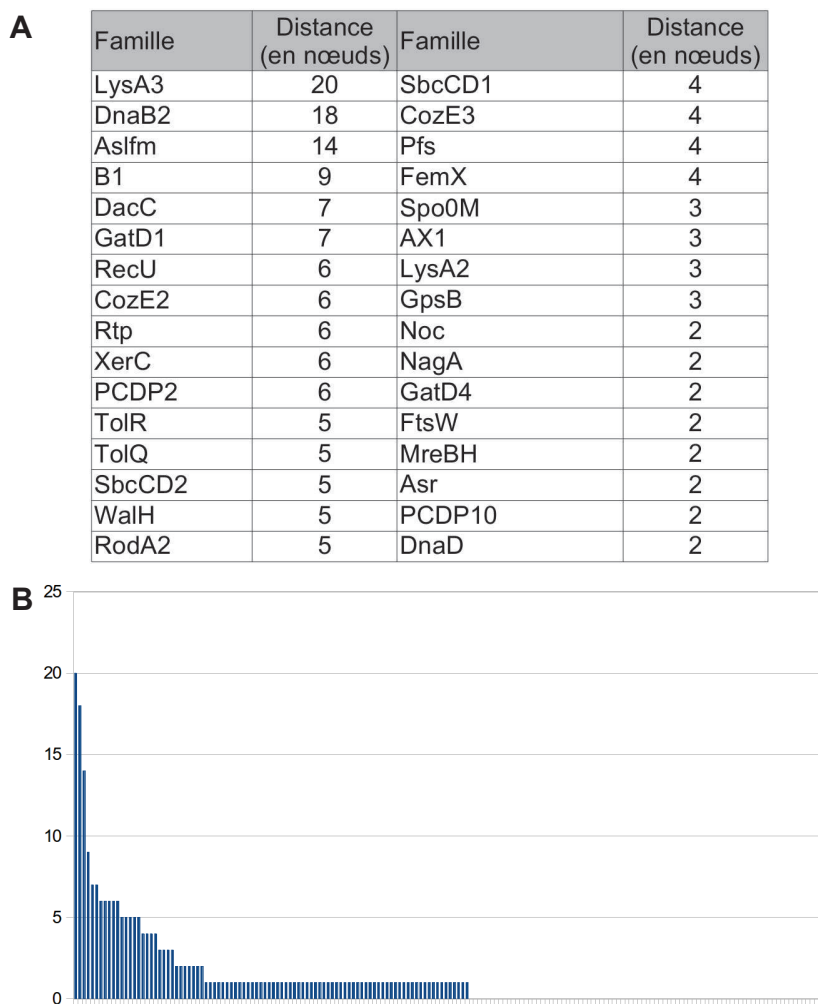 A
Famille Distance (en nœuds) Famille Distance (en nœuds)
LysA3 20 SbcCD1 4
DnaB2 18 CozE3 4
Aslfm 14 Pfs 4
B1 9 FemX 4
DacC 7 Spo0M 3
GatD1 7 AX1 3
RecU 6 LysA2 3
CozE2 6 GpsB 3
Rtp 6 Noc 2
XerC 6 NagA 2
PCDP2 6 GatD4 2
TolR 5 FtsW 2
TolQ 5 MreBH 2
SbcCD2 5 Asr 2
WalH 5 PCDP10 2
RodA2 5 DnaD 2
B
25
20
15
10
5
0